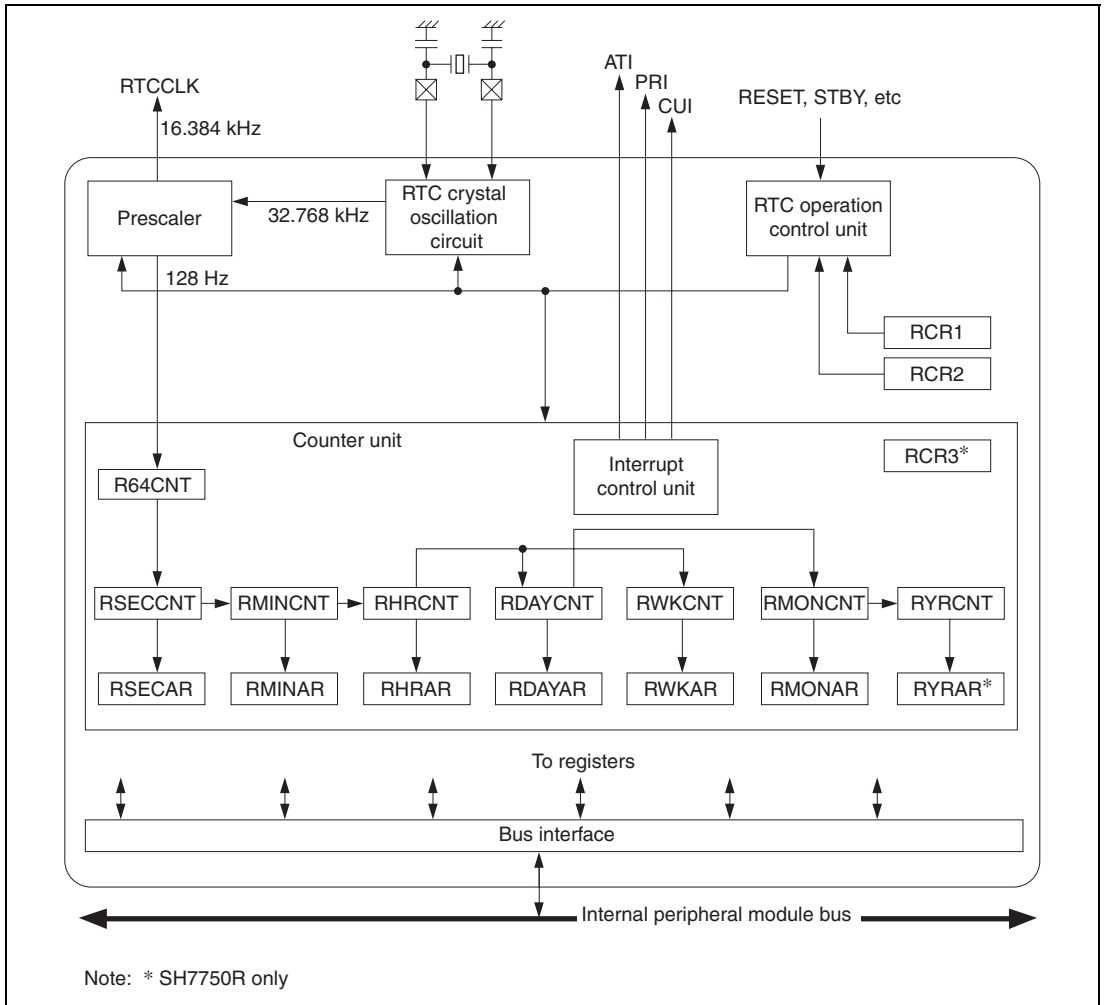 ATI
PRI
CUI
RTCCLK
16.384 kHz
RESET, STBY, etc
Prescaler
32.768 kHz
RTC crystal
oscillation
circuit
RTC operation
control unit
128 Hz
RCR1
RCR2
Counter unit
Interrupt
control unit
RCR3*
R64CNT
RSECCNT RMINCNT RHRCNT RDAYCNT RWKCNT RMONCNT RYRCNT
RSECAR RMINAR RHRAR RDAYAR RWKAR RMONAR RYRAR*
To registers
Bus interface
Internal peripheral module bus
Note: * SH7750R only